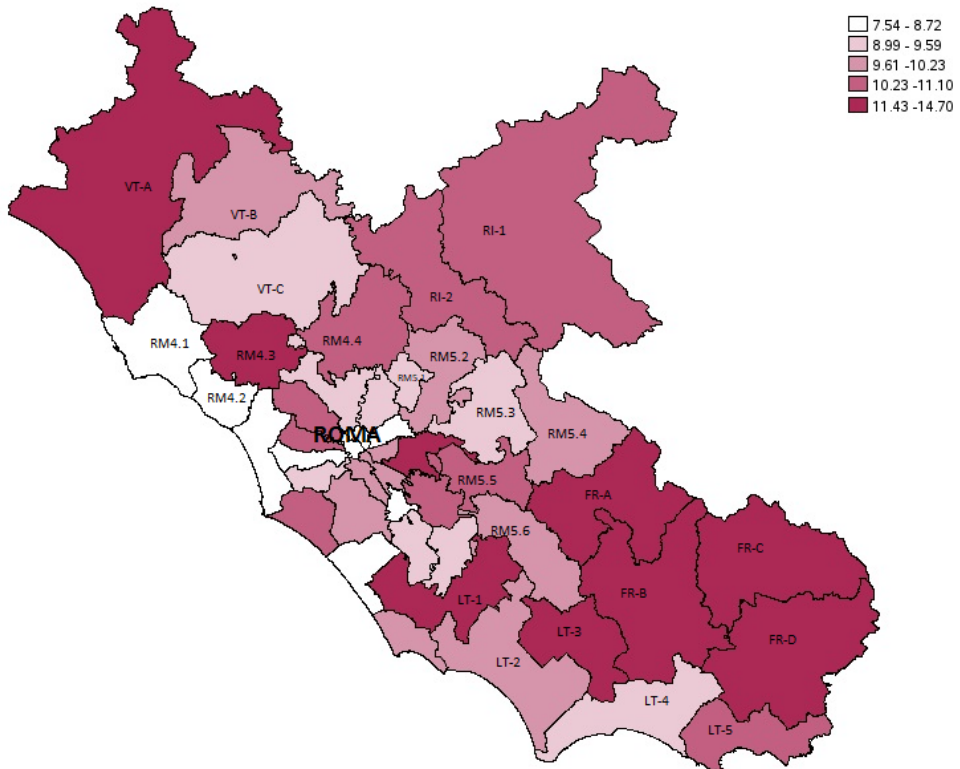 7.54 - 8.72
8.99 - 9.59
9.61 -10.23
10.23 -11.10
11.43 -14.70
VT-A
VT-B
RI-1
VT-C
RI-2
RM4.1
RM4.4
RM4.3
RM5.2
RM4.2
RM5.3
ROMA
RM5.4
RM5.5
FR-A
RM5.6
FR-C
FR-B
LT-1
LT-3
FR-D
LT-2
LT-4
LT-5